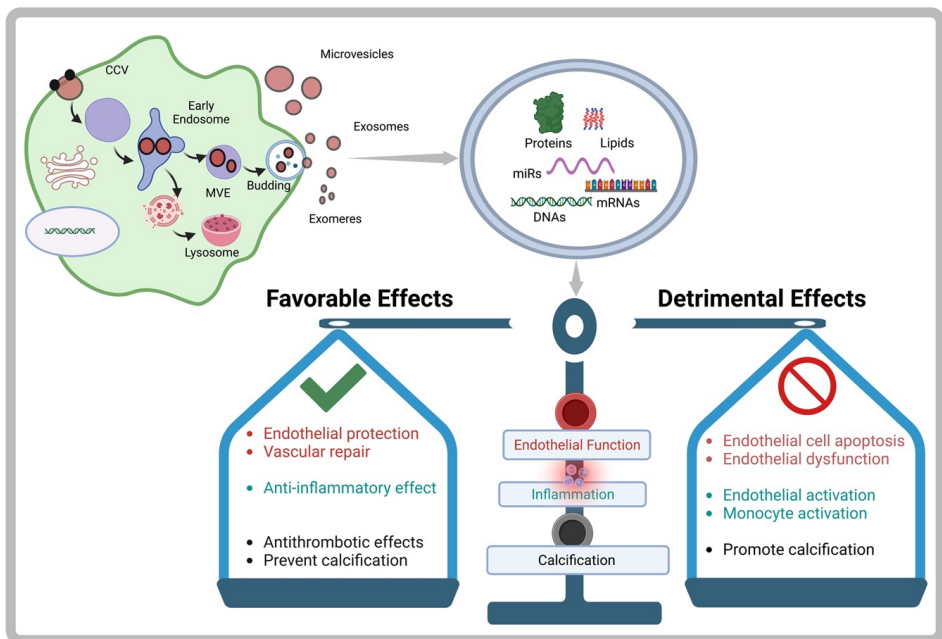 Microvesicles
CCV
Early
Endosome
Exosomes
MVE
Budding
Exomeres
Lysosome
Proteins
Lipids
miRs
mRNAs
DNAs
Favorable Effects
Detrimental Effects
• Endothelial protection
• Vascular repair
• Anti-inflammatory effect
• Antithrombotic effects
• Prevent calcification
Endothelial Function
Inflammation
Calcification
• Endothelial cell apoptosis
• Endothelial dysfunction
• Endothelial activation
• Monocyte activation
• Promote calcification